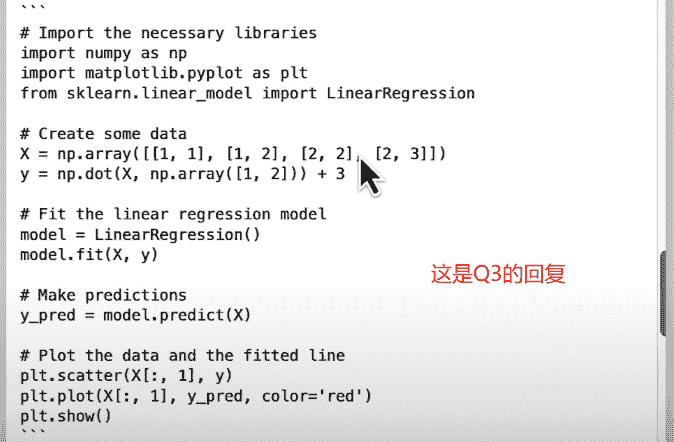 ```
# Import the necessary libraries
import numpy as np
import matplotlib.pyplot as plt
from sklearn.linear_model import LinearRegression

# Create some data
X = np.array([[1, 1], [1, 2], [2, 2], [2, 3]])
y = np.dot(X, np.array([1, 2])) + 3

# Fit the linear regression model
model = LinearRegression()
model.fit(X, y)
这是Q3的回复

# Make predictions
y_pred = model.predict(X)

# Plot the data and the fitted line
plt.scatter(X[:, 1], y)
plt.plot(X[:, 1], y_pred, color='red')
plt.show()
```